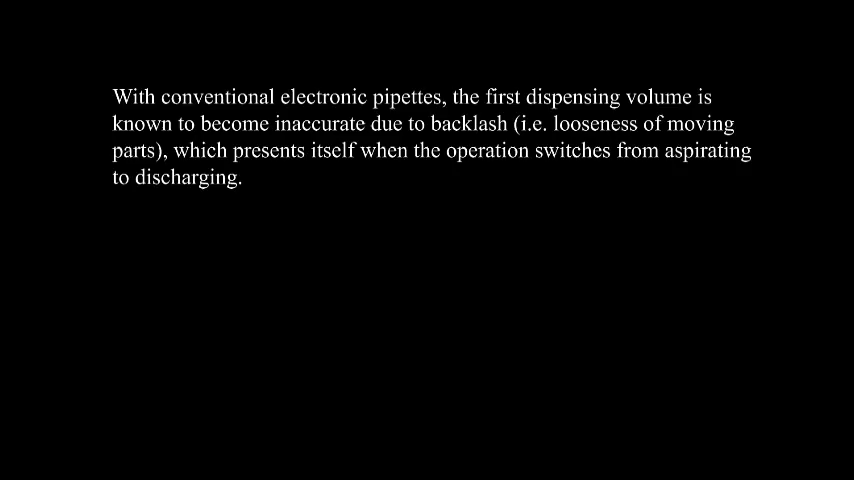 With conventional electronic pipettes, the first dispensing volume is
known to become inaccurate due to backlash (i.e. looseness of moving
parts), which presents itself when the operation switches from aspirating
to discharging.